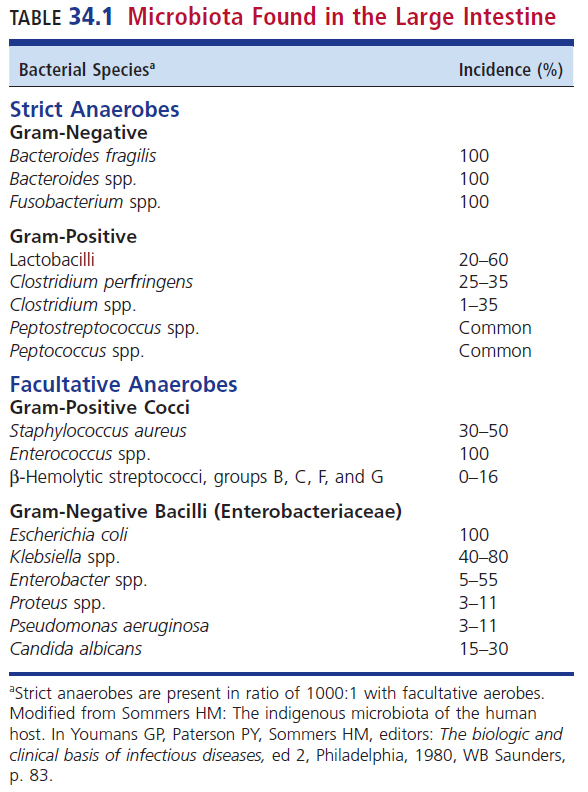 TABLE 34.1 Microbiota Found in the Large Intestine
Bacterial Speciesᵃ Incidence (%)
Strict Anaerobes
Gram-Negative
Bacteroides fragilis 100
Bacteroides spp. 100
Fusobacterium spp. 100
Gram-Positive
Lactobacilli 20–60
Clostridium perfringens 25–35
Clostridium spp. 1–35
Peptostreptococcus spp. Common
Peptococcus spp. Common
Facultative Anaerobes
Gram-Positive Cocci
Staphylococcus aureus 30–50
Enterococcus spp. 100
β-Hemolytic streptococci, groups B, C, F, and G 0–16
Gram-Negative Bacilli (Enterobacteriaceae)
Escherichia coli 100
Klebsiella spp. 40–80
Enterobacter spp. 5–55
Proteus spp. 3–11
Pseudomonas aeruginosa 3–11
Candida albicans 15–30
ᵃStrict anaerobes are present in ratio of 1000:1 with facultative aerobes.
Modified from Sommers HM: The indigenous microbiota of the human
host. In Youmans GP, Paterson PY, Sommers HM, editors: The biologic and
clinical basis of infectious diseases, ed 2, Philadelphia, 1980, WB Saunders,
p. 83.